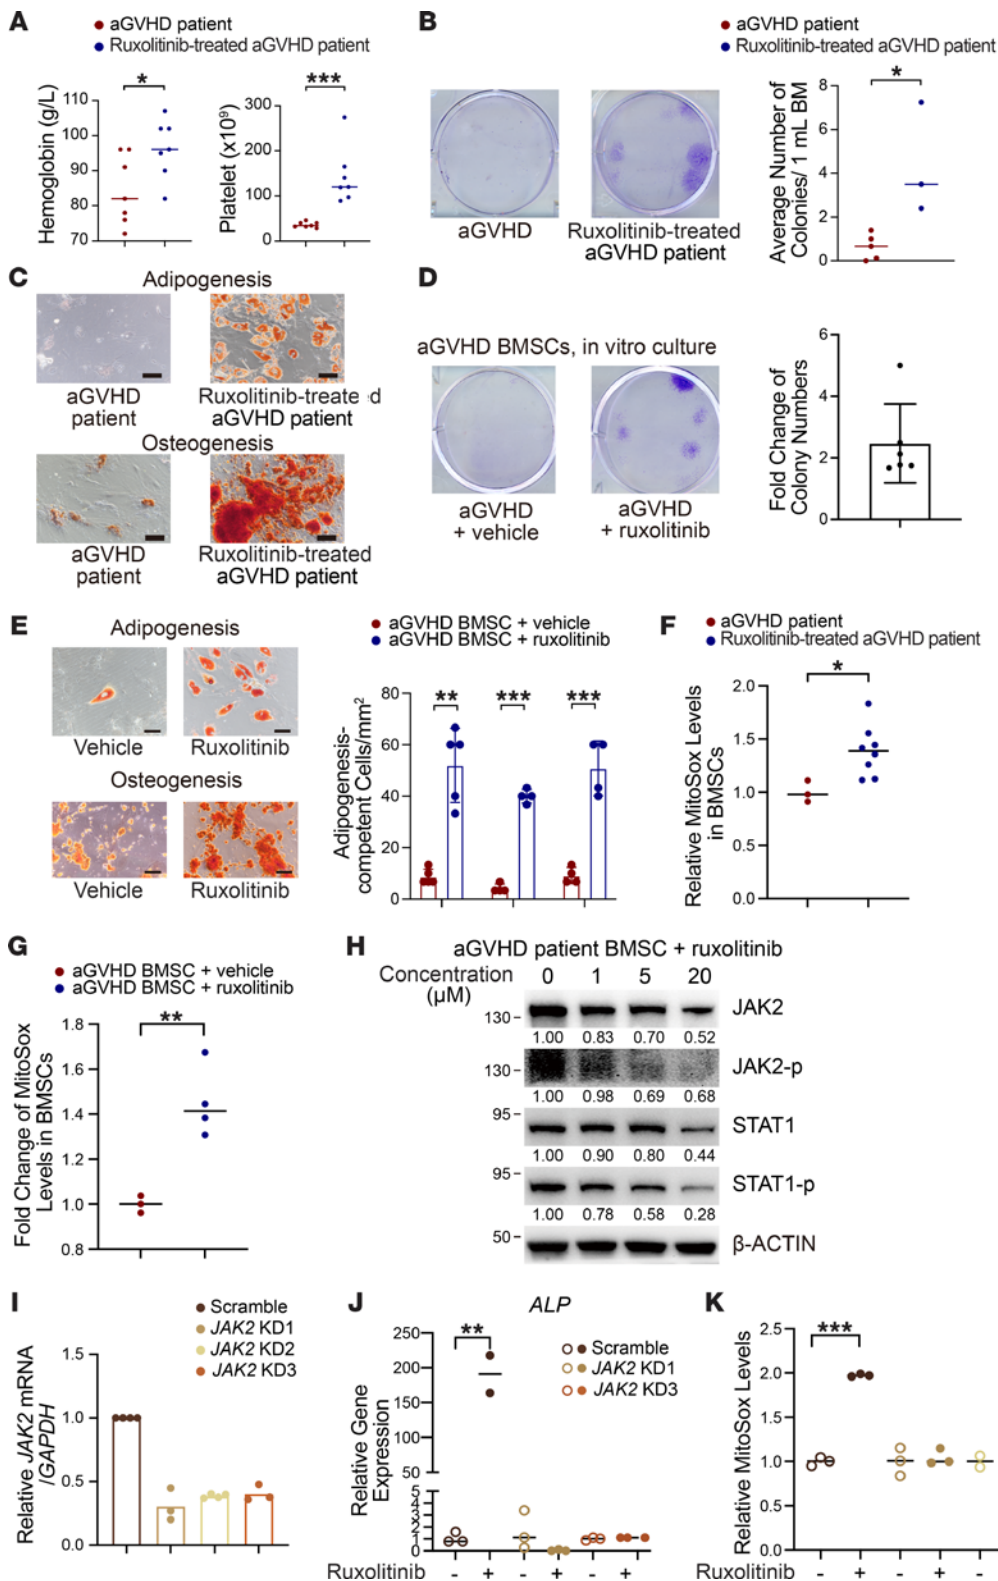 A
aGVHD patient
Ruxolitinib-treated aGVHD patient
*
***
Hemoglobin (g/L)
110
100
90
80
70
Platelet (x10⁹)
300
200
100
0
B
aGVHD patient
Ruxolitinib-treated aGVHD patient
aGVHD
Ruxolitinib-treated
aGVHD patient
*
Average Number of
Colonies/ 1 mL BM
8
6
4
2
0
C
Adipogenesis
aGVHD
patient
Ruxolitinib-treated
aGVHD patient
Osteogenesis
aGVHD
patient
Ruxolitinib-treated
aGVHD patient
D
aGVHD BMSCs, in vitro culture
aGVHD
+ vehicle
aGVHD
+ ruxolitinib
Fold Change of
Colony Numbers
6
4
2
0
E
Adipogenesis
Vehicle
Ruxolitinib
Osteogenesis
Vehicle
Ruxolitinib
aGVHD BMSC + vehicle
aGVHD BMSC + ruxolitinib
Adipogenesis-
competent Cells/mm²
80
60
40
20
0
** *** ***
F
aGVHD patient
Ruxolitinib-treated aGVHD patient
*
Relative MitoSox Levels
in BMSCs
2.0
1.5
1.0
0.5
0.0
G
aGVHD BMSC + vehicle
aGVHD BMSC + ruxolitinib
**
Fold Change of MitoSox
Levels in BMSCs
1.8
1.6
1.4
1.2
1.0
0.8
H
aGVHD patient BMSC + ruxolitinib
Concentration
(µM)
0 1 5 20
130 JAK2
1.00 0.83 0.70 0.52
130 JAK2-p
1.00 0.98 0.69 0.68
95 STAT1
1.00 0.90 0.80 0.44
95 STAT1-p
1.00 0.78 0.58 0.28
50 β-ACTIN
I
Scramble
JAK2 KD1
JAK2 KD2
JAK2 KD3
Relative JAK2 mRNA
/GAPDH
1.5
1.0
0.5
0.0
J
ALP
**
Scramble
JAK2 KD1
JAK2 KD3
Relative Gene
Expression
250
200
150
100
50
5
4
3
2
1
0
Ruxolitinib - + - + - +
K
***
Relative MitoSox Levels
2.5
2.0
1.5
1.0
0.5
0.0
Ruxolitinib - + - + -